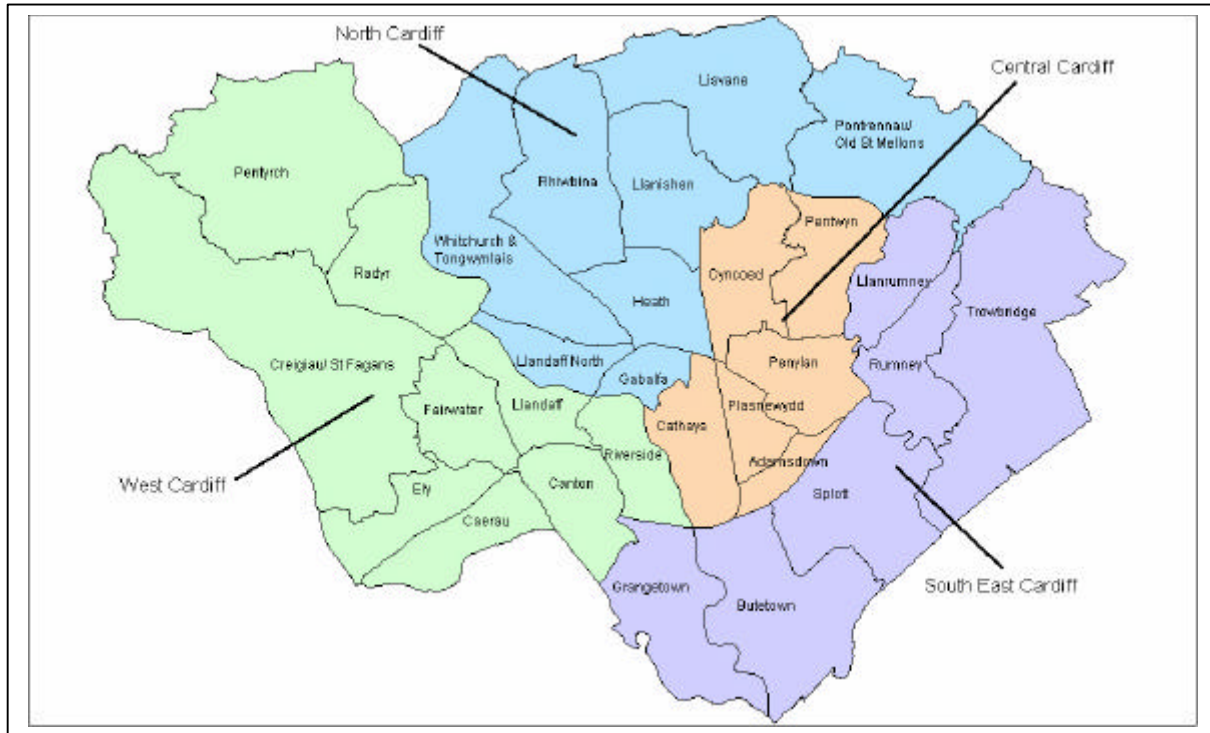 North Cardiff
Lisvane
Central Cardiff
Pontprennau/
Old St Mellons
Pentyrch
Rhiwbina
Llanishen
Pentwyn
Whitchurch &
Tongwynlais
Radyr
Cyncoed
Llanrumney
Heath
Trowbridge
Creigiau/ St Fagans
Llandaff North
Penylan
Rumney
Gabalfa
Fairwater
Llandaff
Plasnewydd
Cathays
Riverside
Adamsdown
West Cardiff
Ely
Canton
Splott
Caerau
Grangetown
Butetown
South East Cardiff